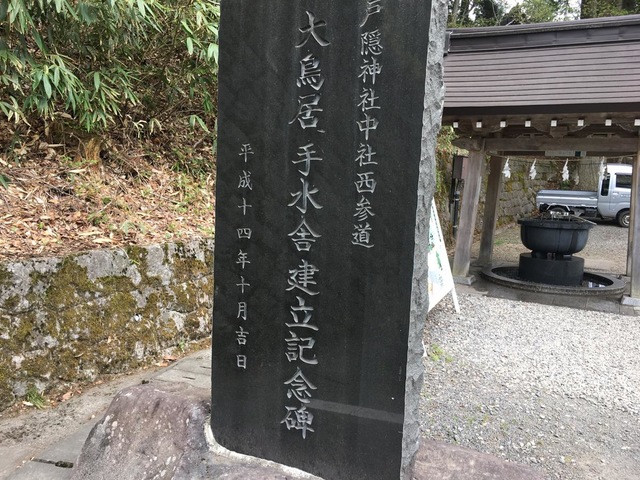 戸隠神社中社西参道
大鳥居、手水舎建立記念碑
平成十四年十月吉日